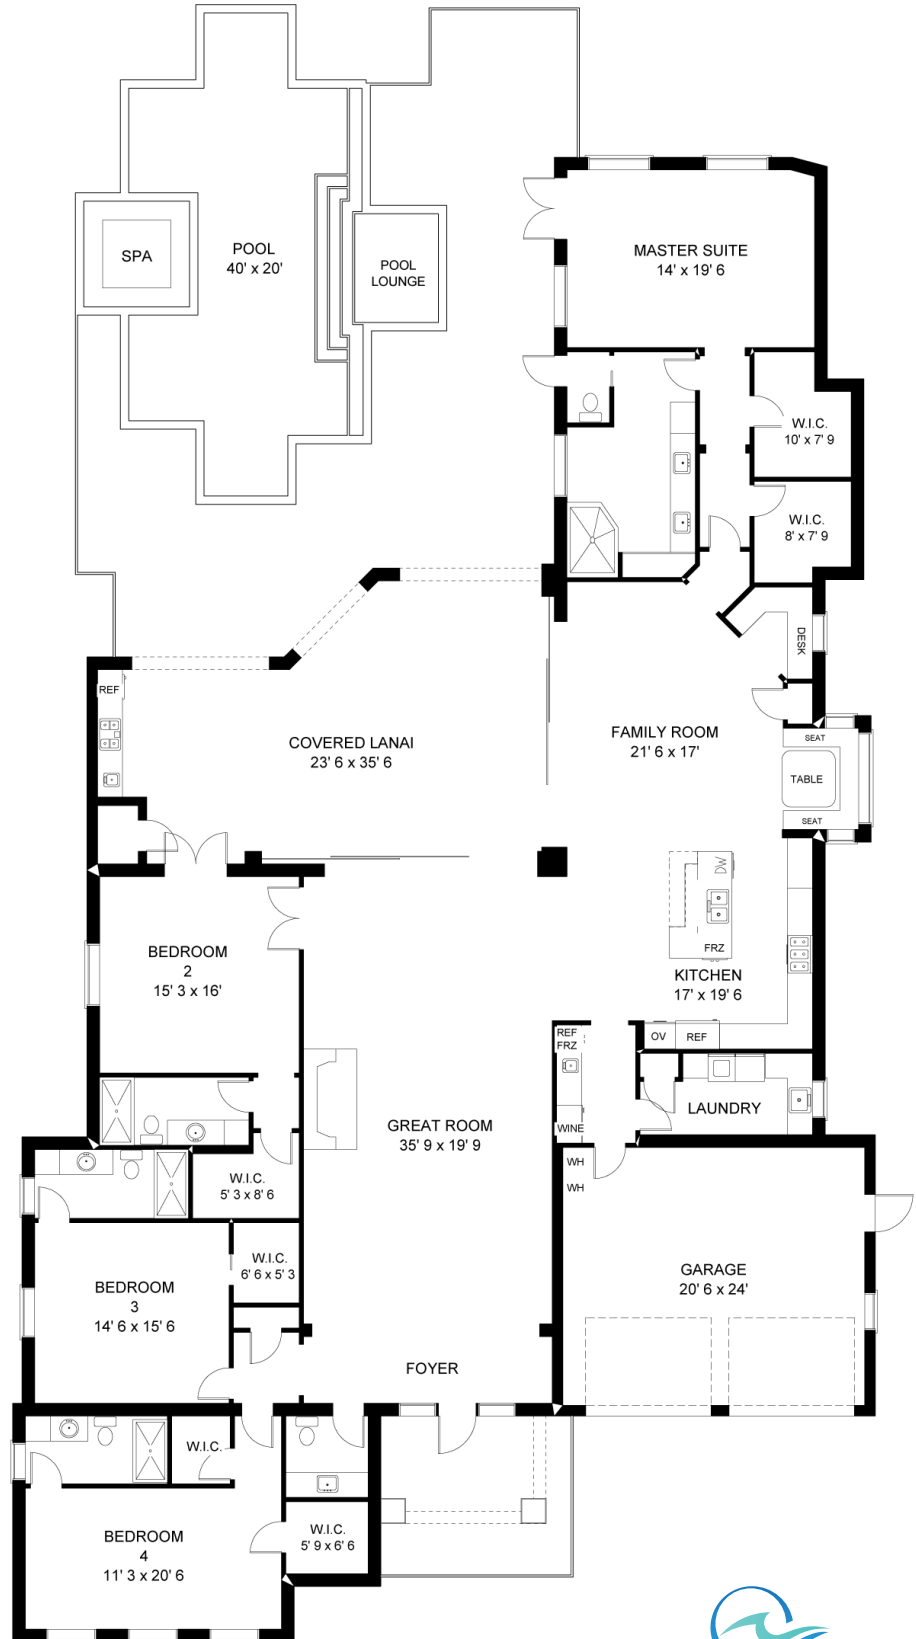 SPA
POOL
40' x 20'
POOL
LOUNGE
MASTER SUITE
14' x 19' 6
W.I.C.
10' x 7' 9
W.I.C.
8' x 7' 9
DESK
REF
COVERED LANAI
23' 6 x 35' 6
FAMILY ROOM
21' 6 x 17'
SEAT
TABLE
SEAT
DW
FRZ
KITCHEN
17' x 19' 6
BEDROOM
2
15' 3 x 16'
REF
FRZ
OV
REF
WINE
LAUNDRY
GREAT ROOM
35' 9 x 19' 9
WH
WH
W.I.C.
5' 3 x 8' 6
W.I.C.
6' 6 x 5' 3
BEDROOM
3
14' 6 x 15' 6
GARAGE
20' 6 x 24'
FOYER
W.I.C.
BEDROOM
4
11' 3 x 20' 6
W.I.C.
5' 9 x 6' 6